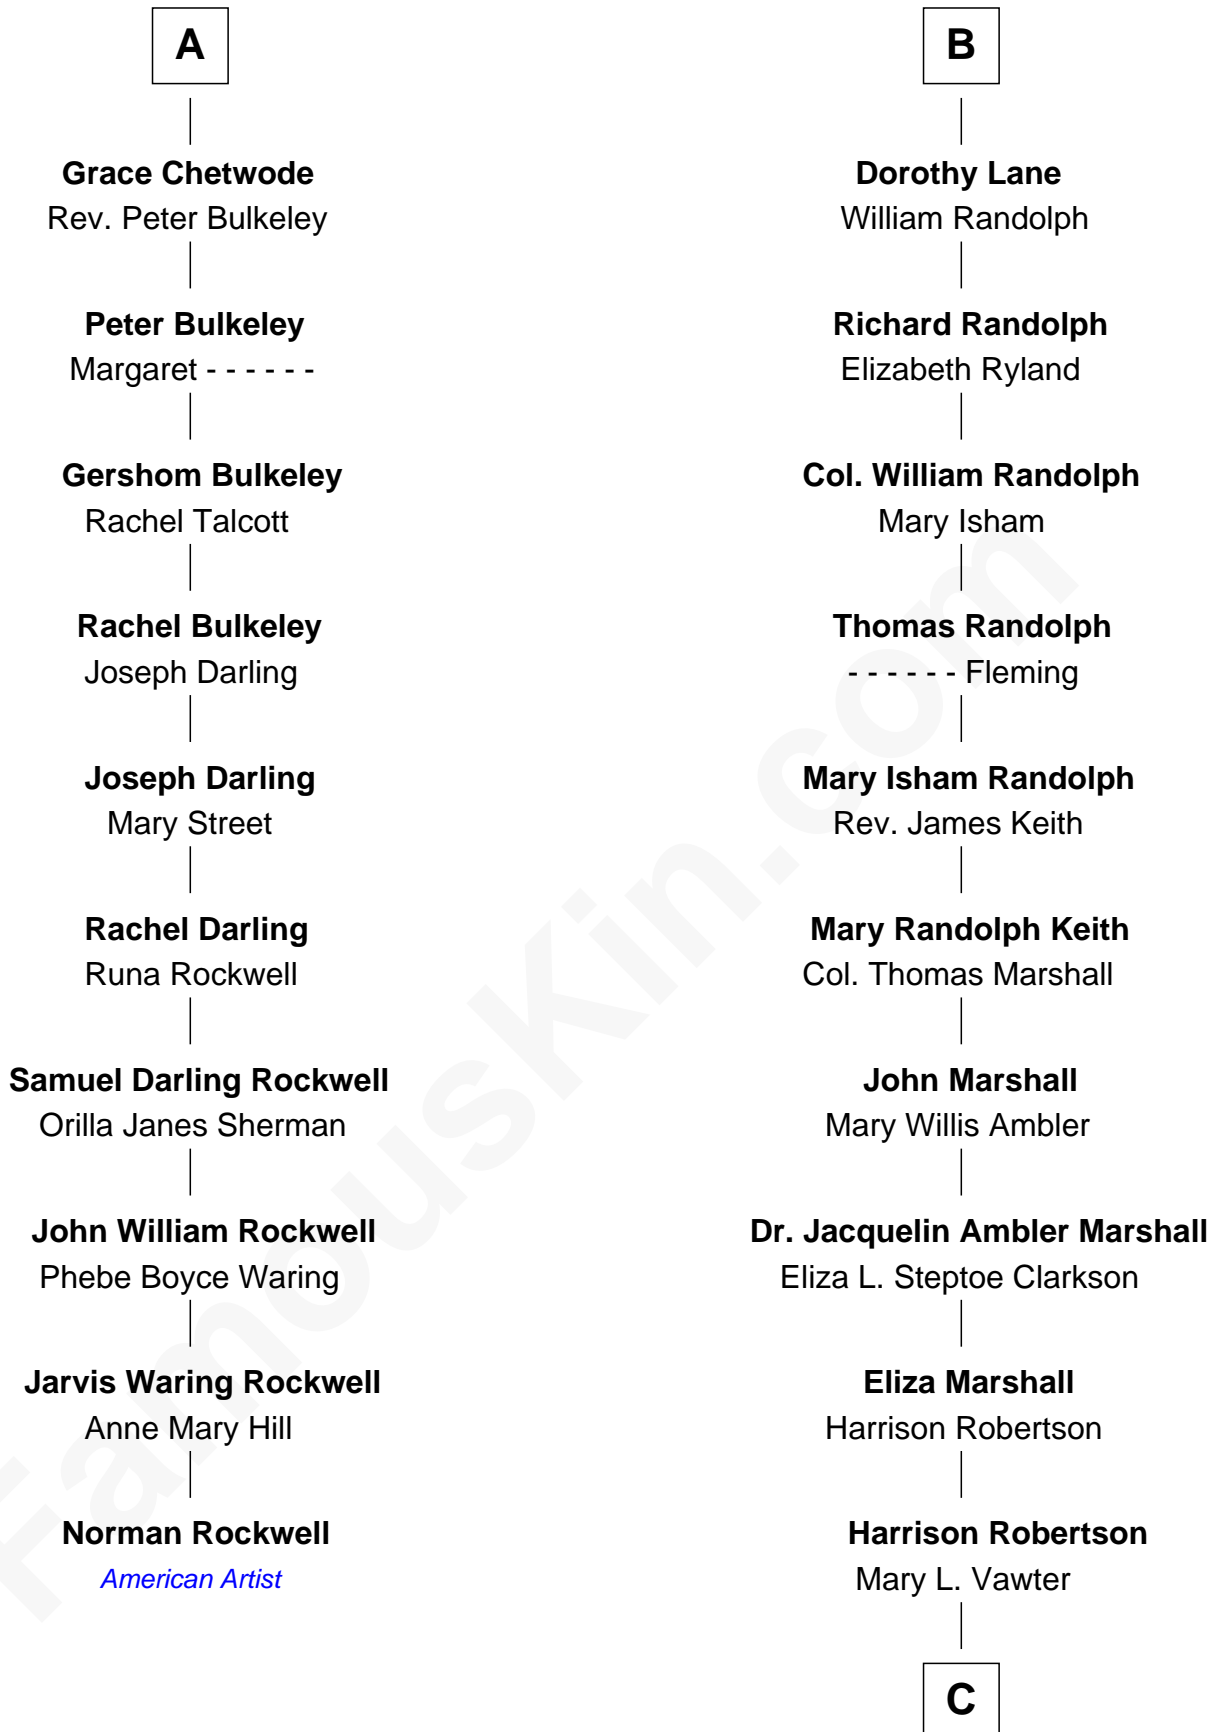 A
Grace Chetwode
Rev. Peter Bulkeley
Peter Bulkeley
Margaret - - - - - -
Gershom Bulkeley
Rachel Talcott
Rachel Bulkeley
Joseph Darling
Joseph Darling
Mary Street
Rachel Darling
Runa Rockwell
Samuel Darling Rockwell
Orilla Janes Sherman
John William Rockwell
Phebe Boyce Waring
Jarvis Waring Rockwell
Anne Mary Hill
Norman Rockwell
American Artist
B
Dorothy Lane
William Randolph
Richard Randolph
Elizabeth Ryland
Col. William Randolph
Mary Isham
Thomas Randolph
- - - - - - Fleming
Mary Isham Randolph
Rev. James Keith
Mary Randolph Keith
Col. Thomas Marshall
John Marshall
Mary Willis Ambler
Dr. Jacquelin Ambler Marshall
Eliza L. Steptoe Clarkson
Eliza Marshall
Harrison Robertson
Harrison Robertson
Mary L. Vawter
C
FamousKin.com